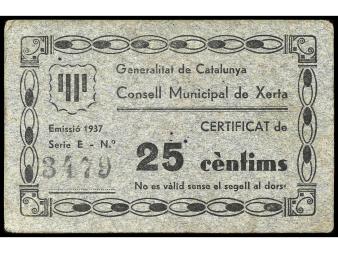 Generalitat de Catalunya
Consell Municipal de Xerta
Emissió 1937
Serie E - N.º
3479
CERTIFICAT de
25 cèntims
No es vàlid sense el segell al dors.